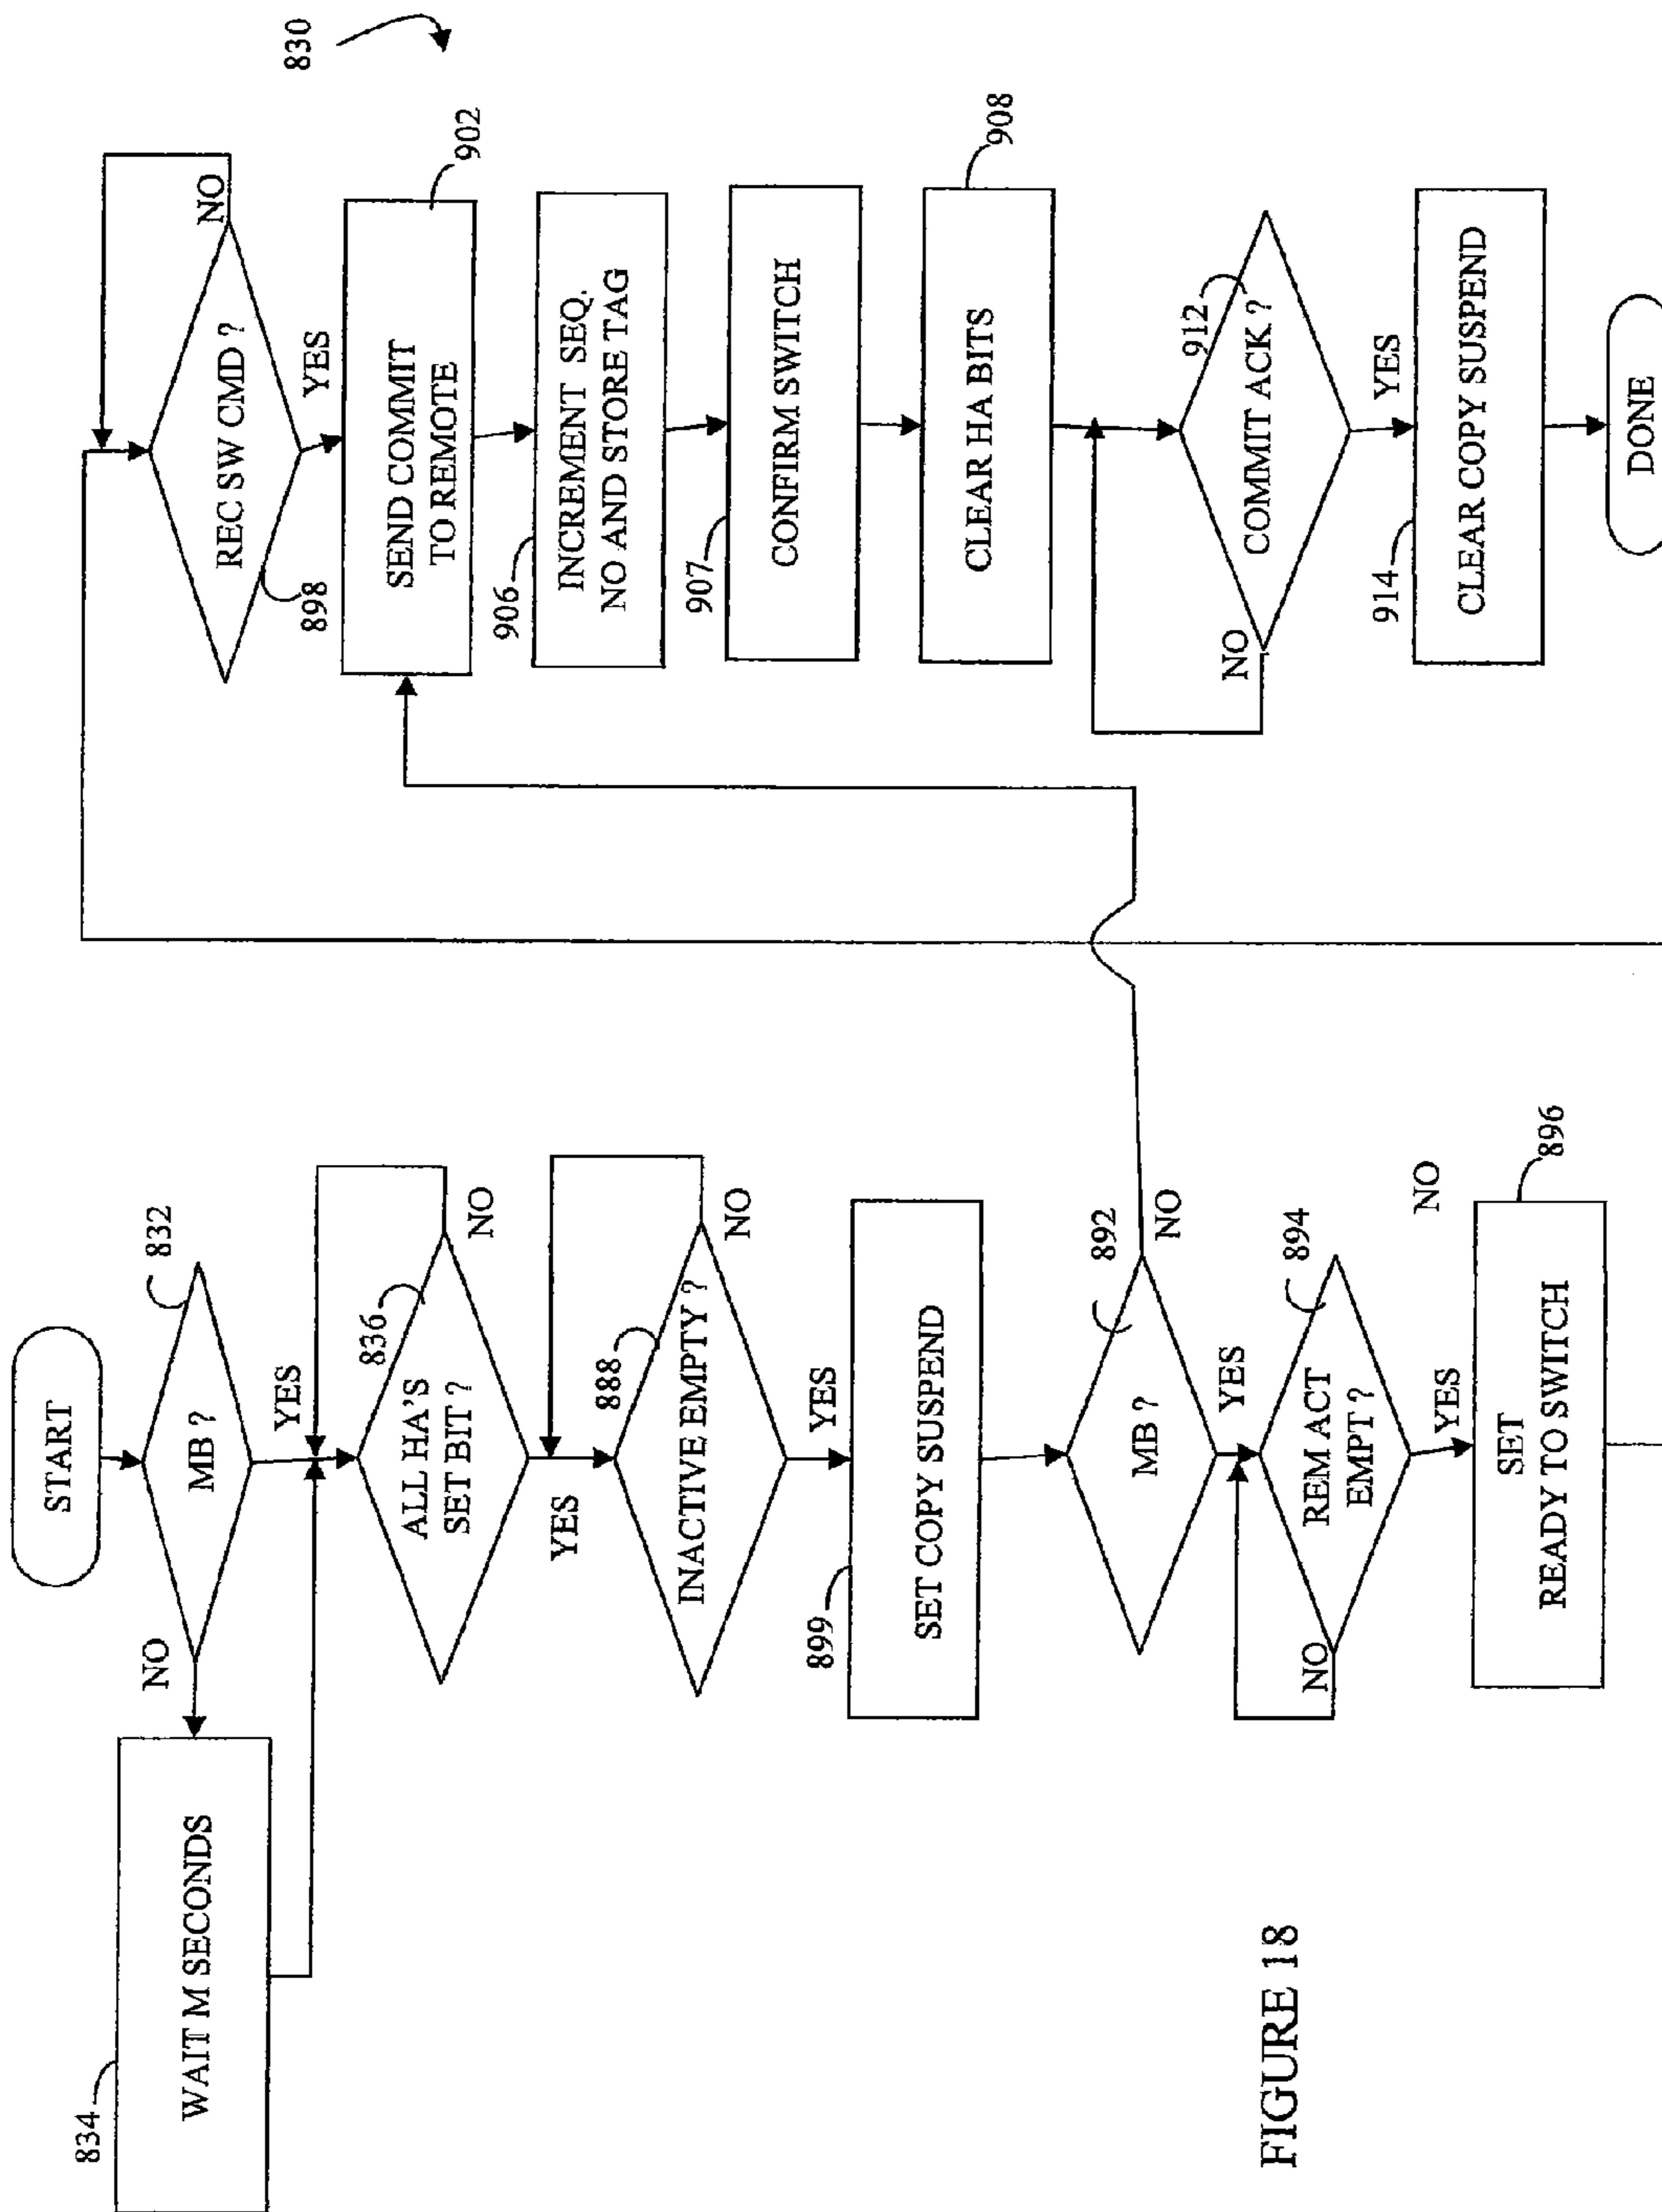 830
START
832
MB ?
NO
YES
834
WAIT M SECONDS
836
ALL HA'S
SET BIT ?
NO
YES
888
INACTIVE EMPTY ?
NO
YES
899
SET COPY SUSPEND
892
MB ?
NO
YES
894
REM ACT
EMPT ?
NO
YES
NO
896
SET
READY TO SWITCH
REC SW CMD ?
NO
898
YES
902
SEND COMMIT
TO REMOTE
906
INCREMENT SEQ.
NO AND STORE TAG
907
CONFIRM SWITCH
908
CLEAR HA BITS
912
COMMIT ACK ?
NO
YES
914
CLEAR COPY SUSPEND
DONE
FIGURE 18